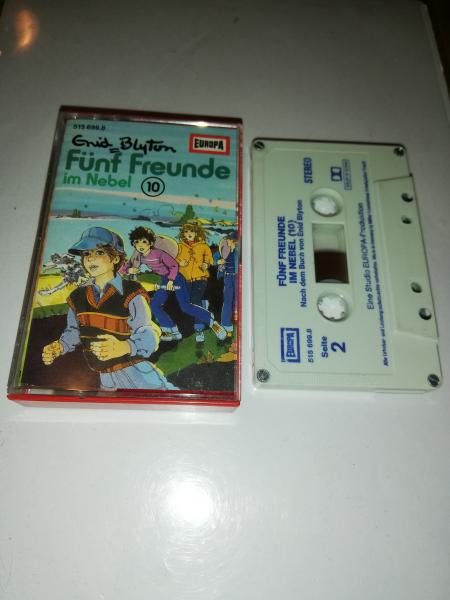 515 699.8
Enid Blyton
EUROPA
Fünf Freunde
im Nebel 10
STEREO
FÜNF FREUNDE
IM NEBEL (10)
Nach dem Buch von Enid Blyton
Eine Studio EUROPA-Produktion
EUROPA
515 699.8
Seite
2